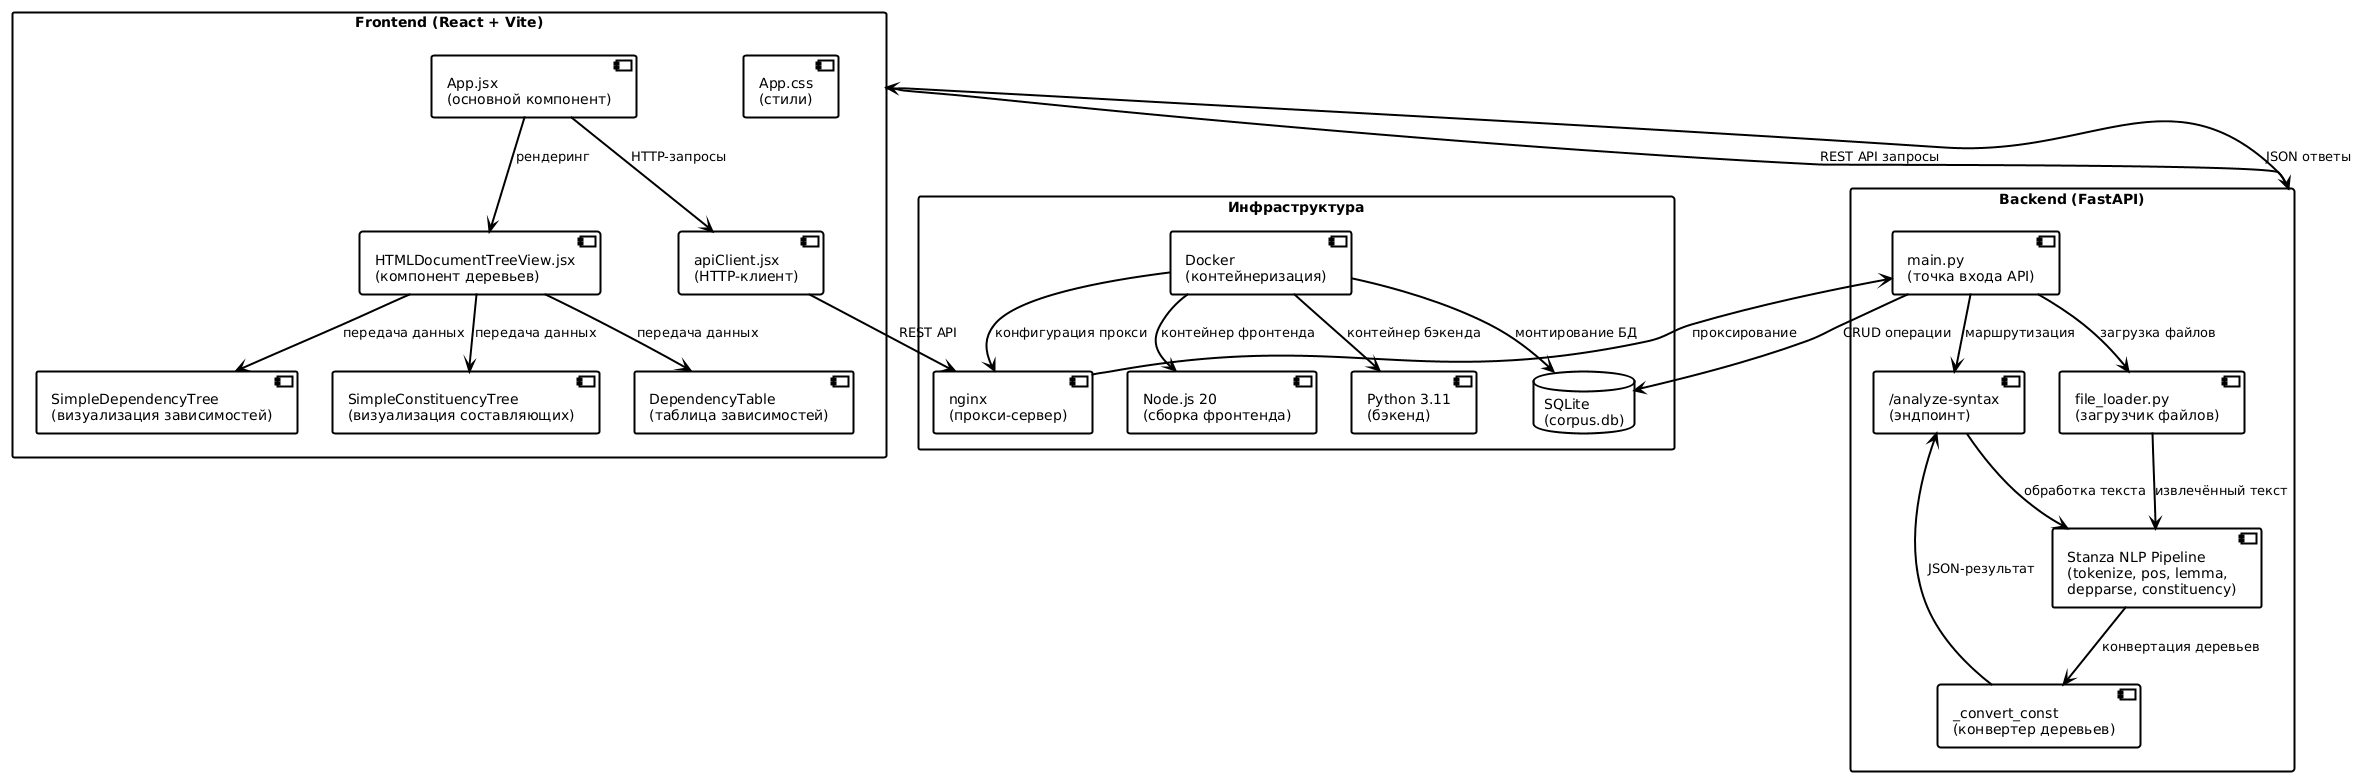 Frontend (React + Vite)
App.jsx
(основной компонент)
App.css
(стили)
рендеринг
HTTP-запросы
HTMLDocumentTreeView.jsx
(компонент деревьев)
apiClient.jsx
(HTTP-клиент)
передача данных
передача данных
передача данных
SimpleDependencyTree
(визуализация зависимостей)
SimpleConstituencyTree
(визуализация составляющих)
DependencyTable
(таблица зависимостей)
REST API
REST API запросы
JSON ответы
Инфраструктура
Docker
(контейнеризация)
конфигурация прокси
контейнер фронтенда
контейнер бэкенда
монтирование БД
проксирование
nginx
(прокси-сервер)
Node.js 20
(сборка фронтенда)
Python 3.11
(бэкенд)
SQLite
(corpus.db)
Backend (FastAPI)
main.py
(точка входа API)
CRUD операции
маршрутизация
загрузка файлов
/analyze-syntax
(эндпоинт)
file_loader.py
(загрузчик файлов)
обработка текста
извлечённый текст
Stanza NLP Pipeline
(tokenize, pos, lemma,
depparse, constituency)
JSON-результат
конвертация деревьев
_convert_const
(конвертер деревьев)